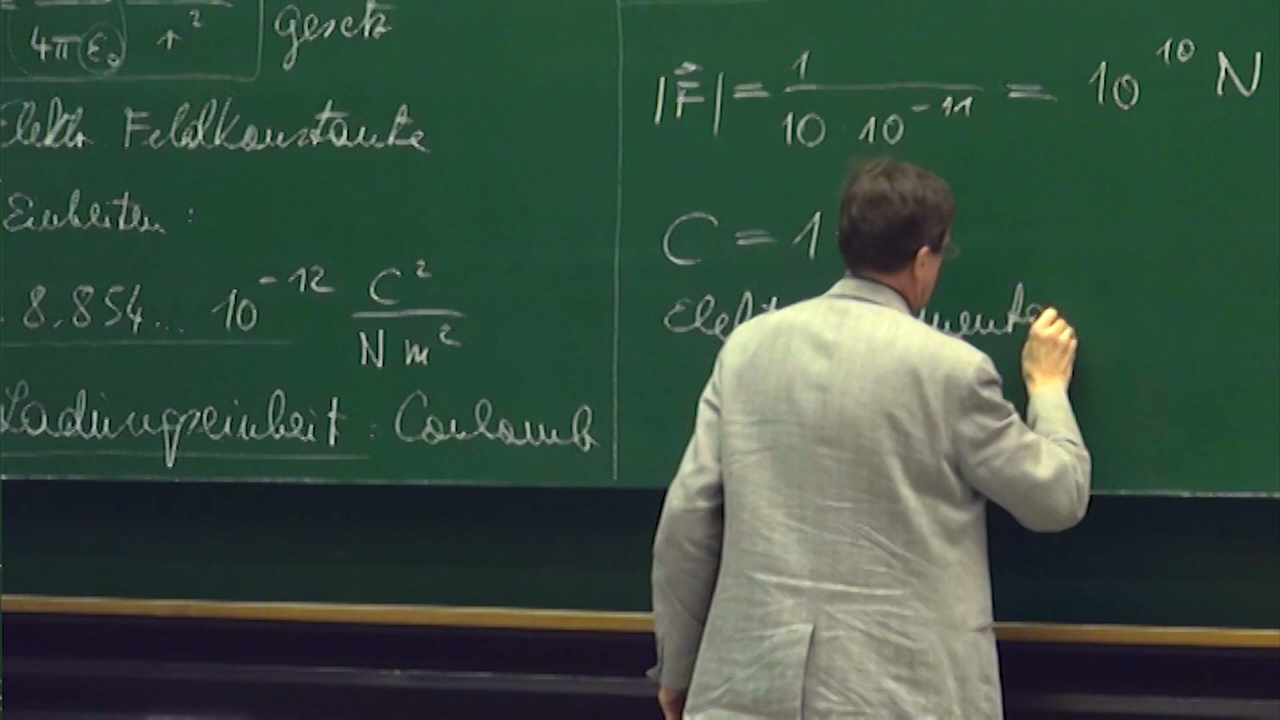 4πε₀ r² gesetz
Elektr Feldkonstante
Einheiten:
8,854... 10⁻¹² C² / N m²
Ladungseinheit: Coulomb
|F⃗| = 1 / 10 · 10⁻¹¹ = 10¹⁰ N
C = 1